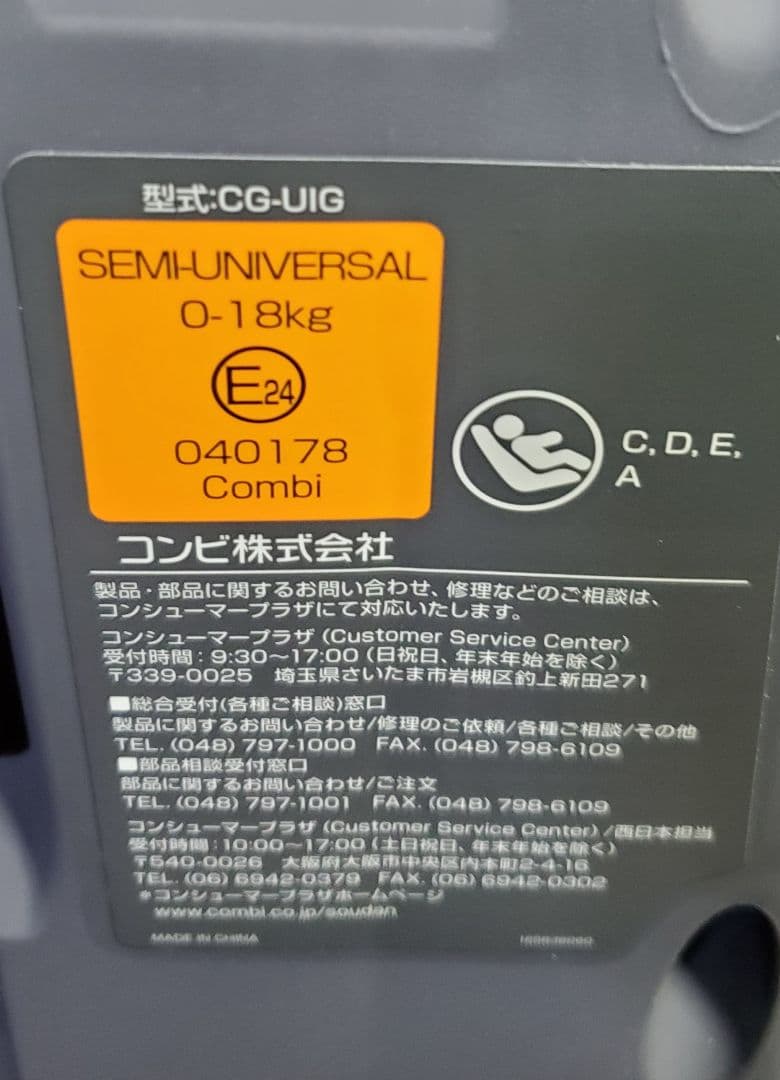 型式:CG-UIG
SEMI-UNIVERSAL
0-18kg
E24
040178
Combi
C, D, E,
A
コンビ株式会社
製品・部品に関するお問い合わせ、修理などのご相談は、
コンシューマープラザにて対応いたします。
コンシューマープラザ (Customer Service Center)
受付時間:9:30~17:00 (日祝日、年末年始を除く)
〒339-0025 埼玉県さいたま市岩槻区釣上新田271
■総合受付(各種ご相談)窓口
製品に関するお問い合わせ/修理のご依頼/各種ご相談/その他
TEL. (048) 797-1000 FAX. (048) 798-6109
■部品相談受付窓口
部品に関するお問い合わせ/ご注文
TEL. (048) 797-1001 FAX. (048) 798-6109
コンシューマープラザ (Customer Service Center) /西日本担当
受付時間:10:00~17:00 (土日祝日、年末年始を除く)
〒540-0026 大阪府大阪市中央区内本町2-4-16
TEL. (06) 6942-0379 FAX. (06) 6942-0302
*コンシューマープラザホームページ
www.combi.co.jp/soudan
MADE IN CHINA